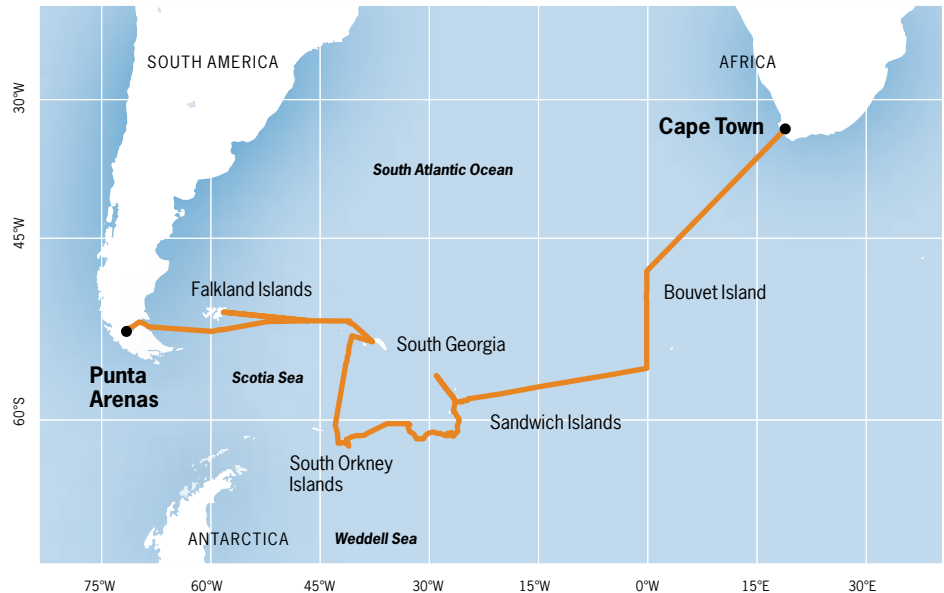 SOUTH AMERICA
AFRICA
30°W
Cape Town
South Atlantic Ocean
45°W
Falkland Islands
Bouvet Island
South Georgia
Punta
Arenas
Scotia Sea
60°S
Sandwich Islands
South Orkney
Islands
ANTARCTICA
Weddell Sea
75°W
60°W
45°W
30°W
15°W
0°W
15°E
30°E